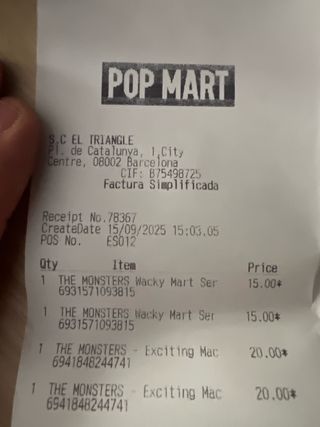 POP MART
S.C EL TRIANGLE
Pl. de Catalunya, 1,City
Centre, 08002 Barcelona
CIF: B75498725
Factura Simplificada
Receipt No.78367
CreateDate 15/09/2025 15:03.05
POS No. ES012
Qty Item Price
1 THE MONSTERS Wacky Mart Ser 15.00*
6931571093815
1 THE MONSTERS Wacky Mart Ser 15.00*
6931571093815
1 THE MONSTERS - Exciting Mac 20.00*
6941848244741
1 THE MONSTERS - Exciting Mac 20.00*
6941848244741